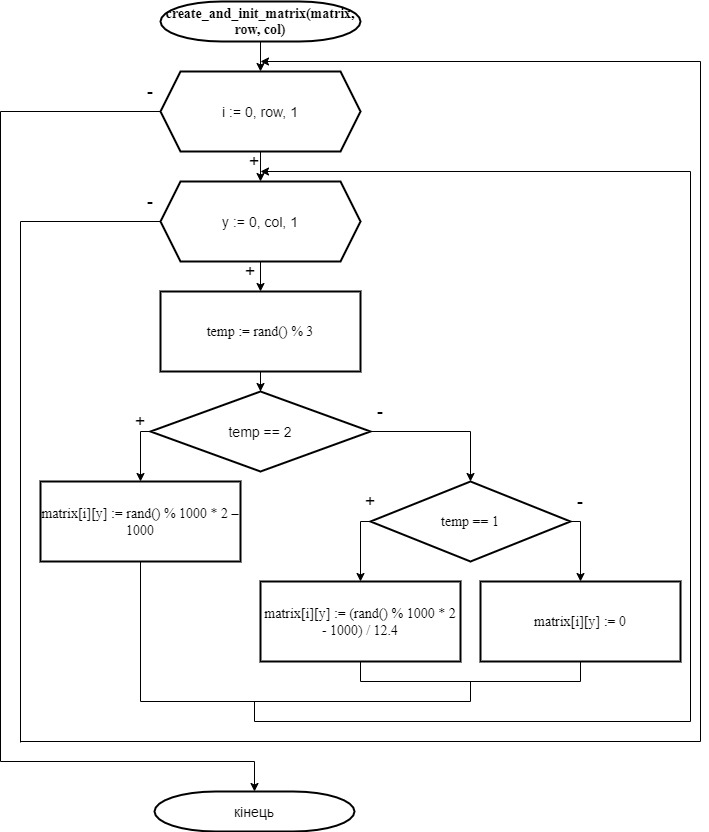 create_and_init_matrix(matrix,
row, col)
-
i := 0, row, 1
+
-
y := 0, col, 1
+
temp := rand() % 3
+
temp == 2
-
matrix[i][y] := rand() % 1000 * 2 –
1000
+
temp == 1
-
matrix[i][y] := (rand() % 1000 * 2
- 1000) / 12.4
matrix[i][y] := 0
кінець